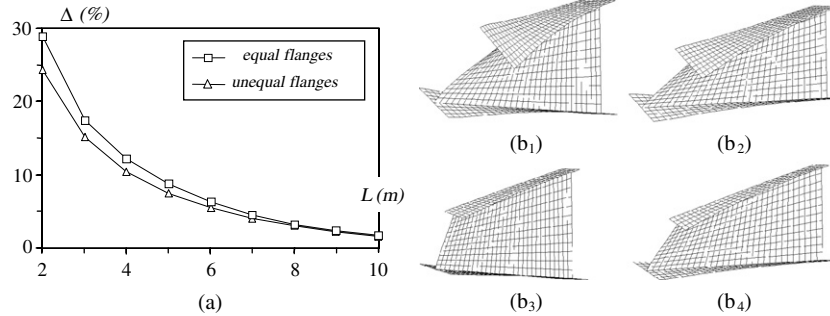 Δ (%)
30
20
10
0
2
4
6
8
10
L (m)
equal flanges
unequal flanges
(a)
(b₁)
(b₂)
(b₃)
(b₄)